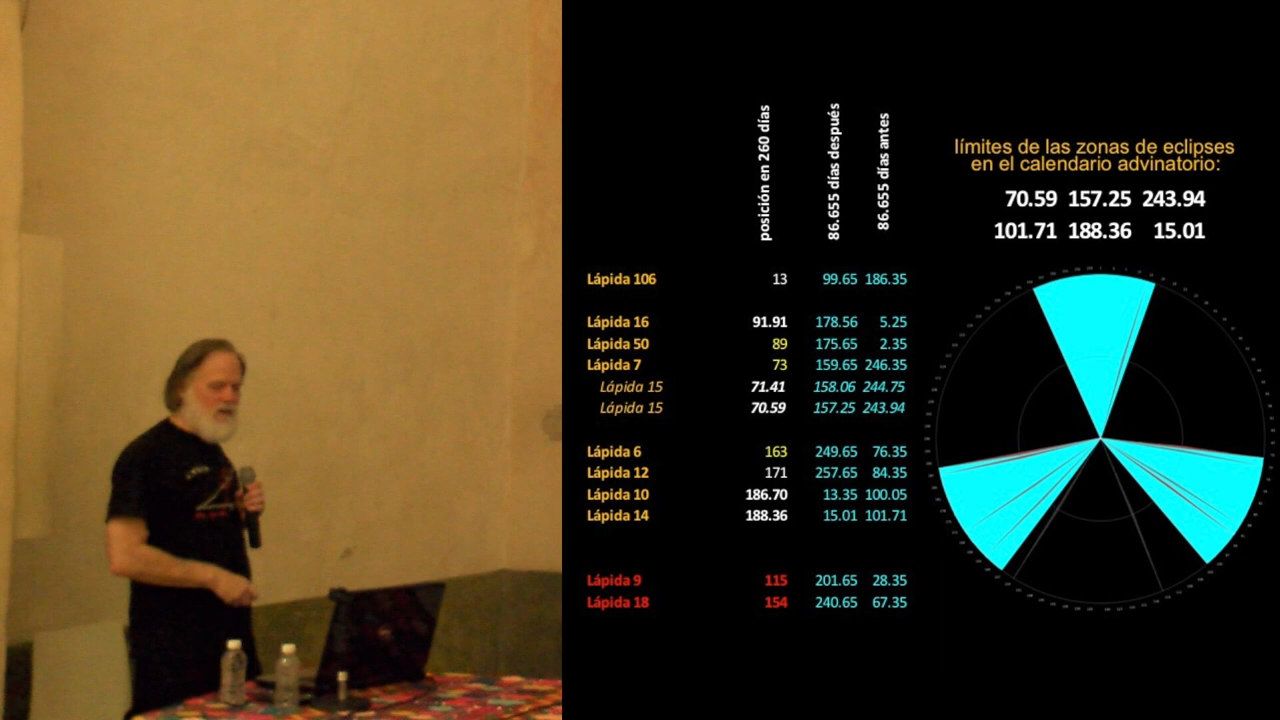 posición en 260 días
86.655 días después
86.655 días antes
Lápida 106 13 99.65 186.35
Lápida 16 91.91 178.56 5.25
Lápida 50 89 175.65 2.35
Lápida 7 73 159.65 246.35
Lápida 15 71.41 158.06 244.75
Lápida 15 70.59 157.25 243.94
Lápida 6 163 249.65 76.35
Lápida 12 171 257.65 84.35
Lápida 10 186.70 13.35 100.05
Lápida 14 188.36 15.01 101.71
Lápida 9 115 201.65 28.35
Lápida 18 154 240.65 67.35
límites de las zonas de eclipses
en el calendario advinatorio:
70.59 157.25 243.94
101.71 188.36 15.01